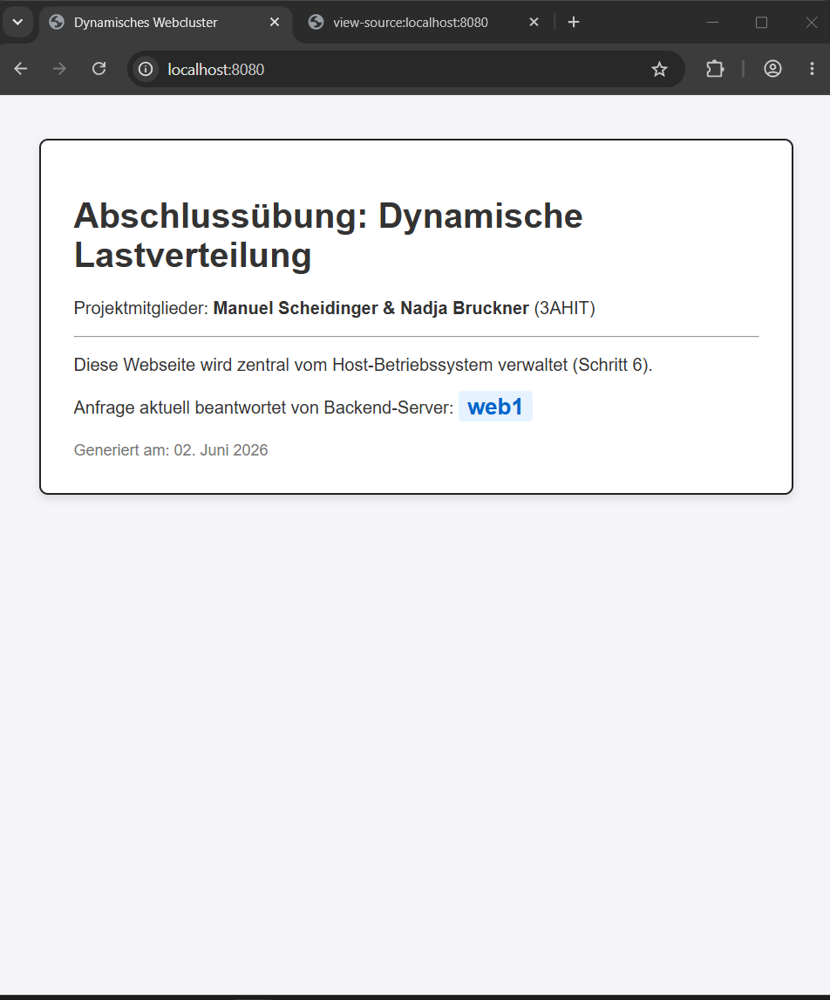 Dynamisches Webcluster
view-source:localhost:8080
localhost:8080
Abschlussübung: Dynamische
Lastverteilung
Projektmitglieder: Manuel Scheidinger & Nadja Bruckner (3AHIT)
Diese Webseite wird zentral vom Host-Betriebssystem verwaltet (Schritt 6).
Anfrage aktuell beantwortet von Backend-Server: web1
Generiert am: 02. Juni 2026